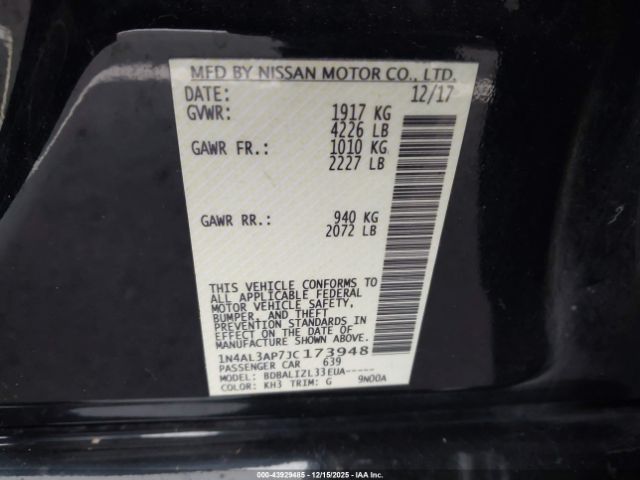 MFD BY NISSAN MOTOR CO., LTD.
DATE: 12/17
GVWR: 1917 KG
4226 LB
GAWR FR.: 1010 KG
2227 LB
GAWR RR.: 940 KG
2072 LB
THIS VEHICLE CONFORMS TO
ALL APPLICABLE FEDERAL
MOTOR VEHICLE SAFETY,
BUMPER, AND THEFT
PREVENTION STANDARDS IN
EFFECT ON THE DATE OF
MANUFACTURE SHOWN ABOVE.
1N4AL3AP7JC173948
PASSENGER CAR 639
MODEL: BDBALIZL33EUA-----
COLOR: KH3 TRIM: G 9N00A
000-43929485 - 12/15/2025 - IAA